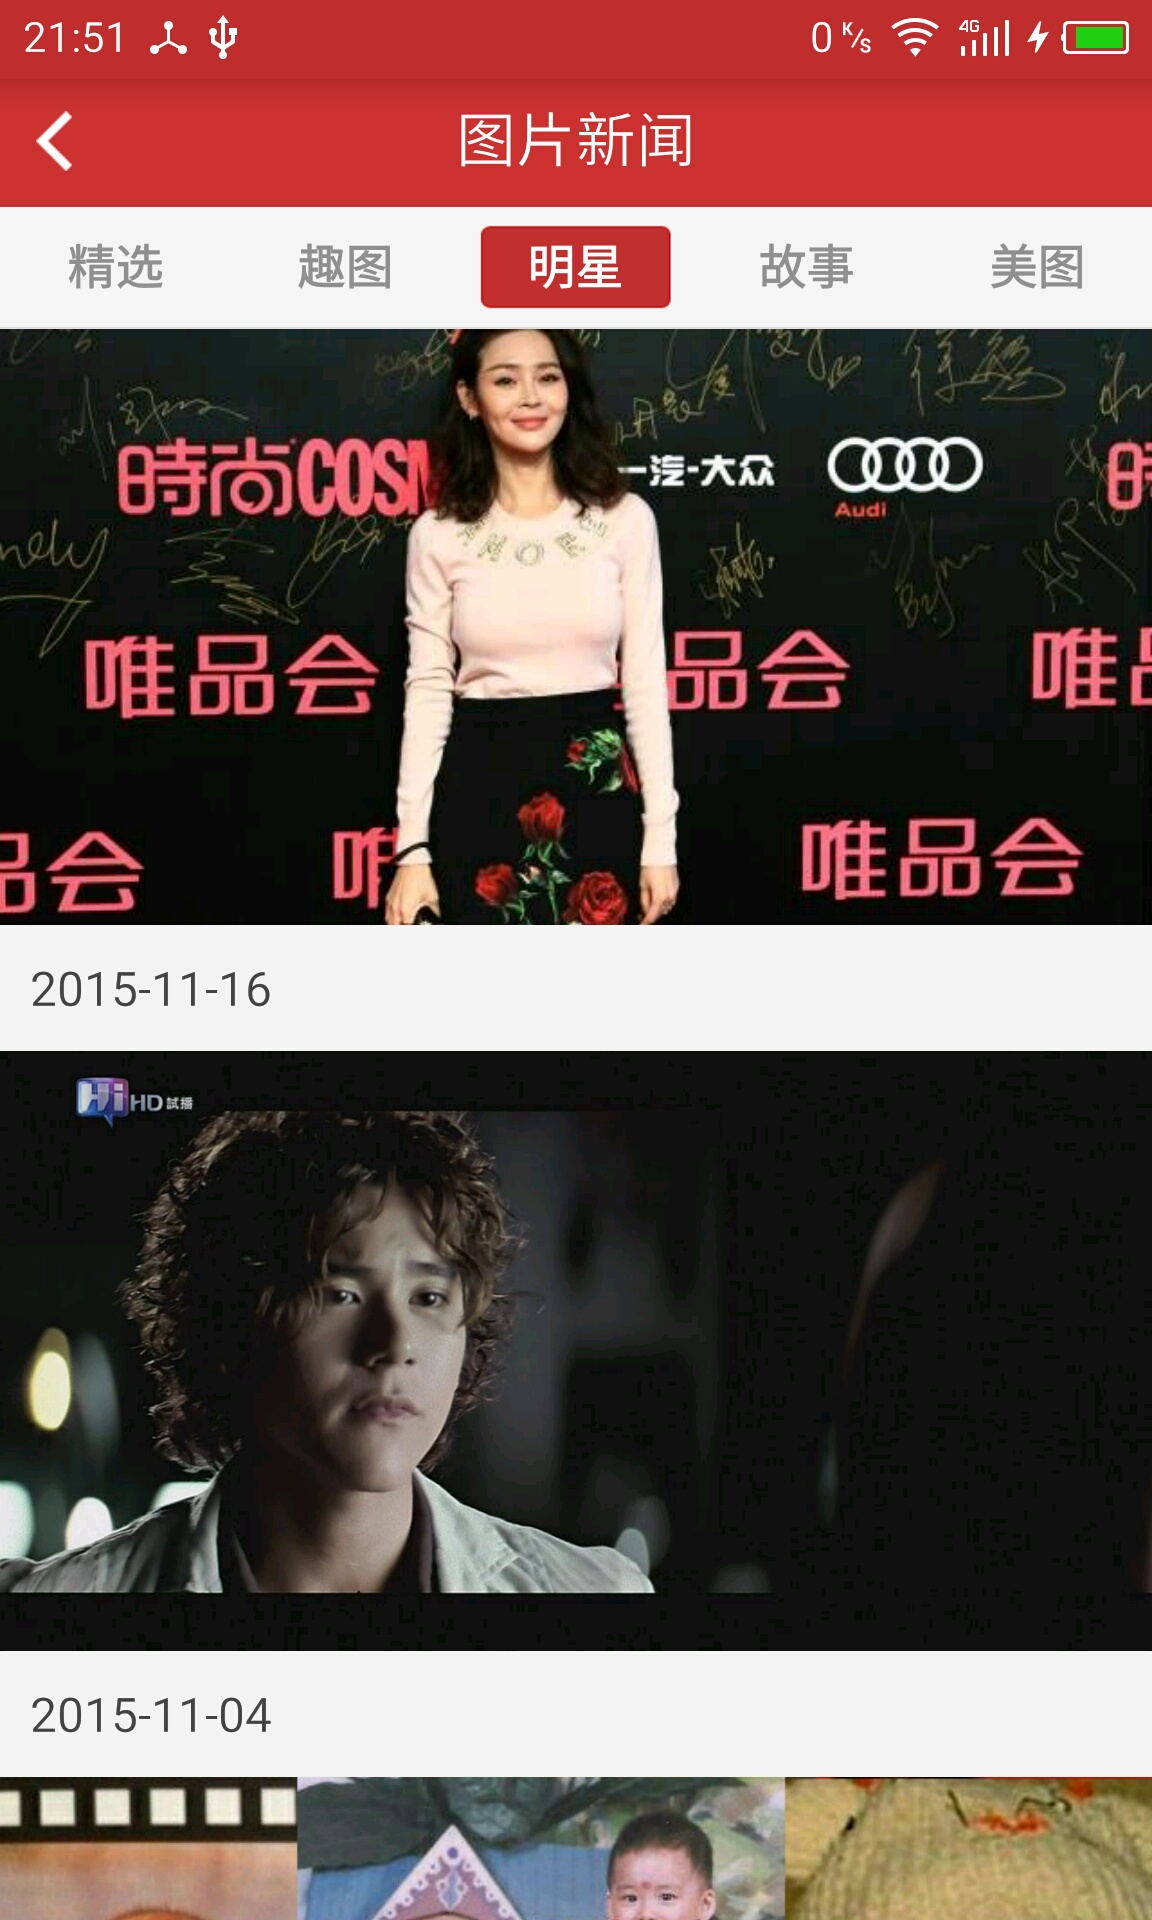 21:51
0 K/s
4G
图片新闻
精选 趣图 明星 故事 美图
時尚COSM
一汽-大众
Audi
時
唯品会 品会 唯品
品会 唯 唯品会
2015-11-16
Hi HD 試播
2015-11-04